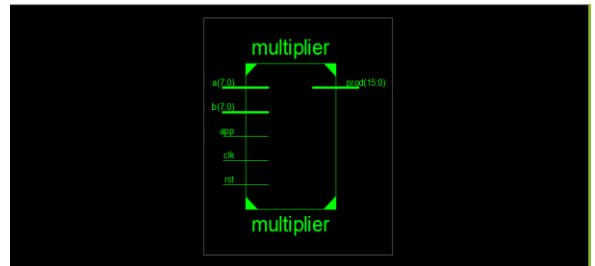 multiplier
a(7:0)
prod(15:0)
b(7:0)
app
clk
rst
multiplier